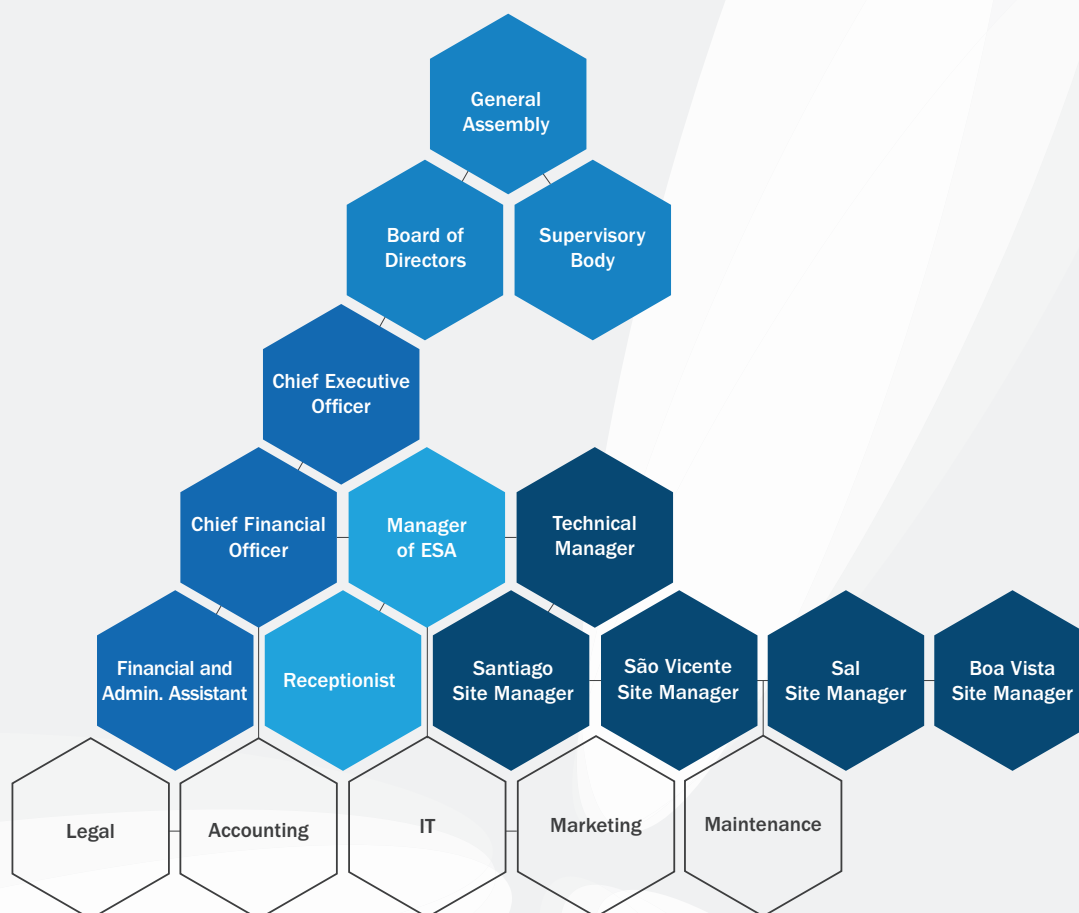 General
Assembly
Board of
Directors
Supervisory
Body
Chief Executive
Officer
Chief Financial
Officer
Manager
of ESA
Technical
Manager
Financial and
Admin. Assistant
Receptionist
Santiago
Site Manager
São Vicente
Site Manager
Sal
Site Manager
Boa Vista
Site Manager
Legal
Accounting
IT
Marketing
Maintenance